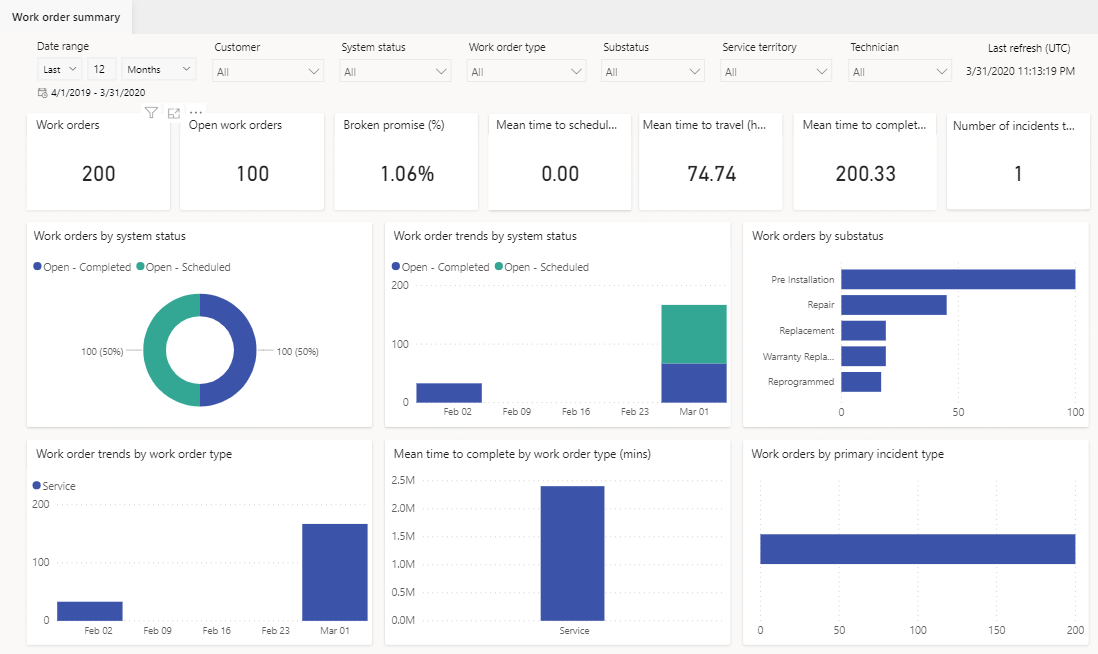 Work order summary
Date range
Customer
System status
Work order type
Substatus
Service territory
Technician
Last refresh (UTC)
Last
12
Months
All
All
All
All
All
All
3/31/2020 11:13:19 PM
4/1/2019 - 3/31/2020
Work orders
Open work orders
Broken promise (%)
Mean time to schedul...
Mean time to travel (h...
Mean time to complet...
Number of incidents t...
200
100
1.06%
0.00
74.74
200.33
1
Work orders by system status
Open - Completed
Open - Scheduled
100 (50%)
100 (50%)
Work order trends by system status
Open - Completed
Open - Scheduled
200
100
0
Feb 02
Feb 09
Feb 16
Feb 23
Mar 01
Work orders by substatus
Pre Installation
Repair
Replacement
Warranty Repla...
Reprogrammed
0
50
100
Work order trends by work order type
Service
200
100
0
Feb 02
Feb 09
Feb 16
Feb 23
Mar 01
Mean time to complete by work order type (mins)
2.5M
2.0M
1.5M
1.0M
0.5M
0.0M
Service
Work orders by primary incident type
0
50
100
150
200